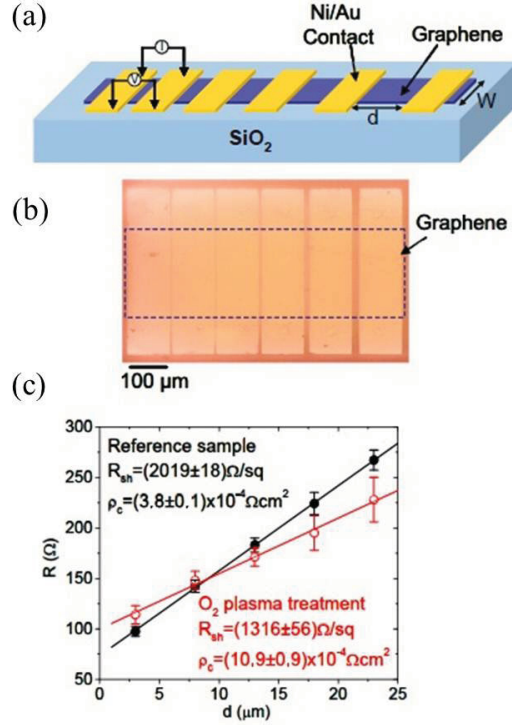 (a)
Ni/Au
Contact
Graphene
I
V
d
W
SiO₂
(b)
Graphene
100 µm
(c)
300
250
200
150
100
50
R (Ω)
Reference sample
Rsh=(2019±18)Ω/sq
ρc=(3.8±0.1)x10⁻⁴Ωcm²
O₂ plasma treatment
Rsh=(1316±56)Ω/sq
ρc=(10,9±0,9)x10⁻⁴Ωcm²
0 5 10 15 20 25
d (µm)